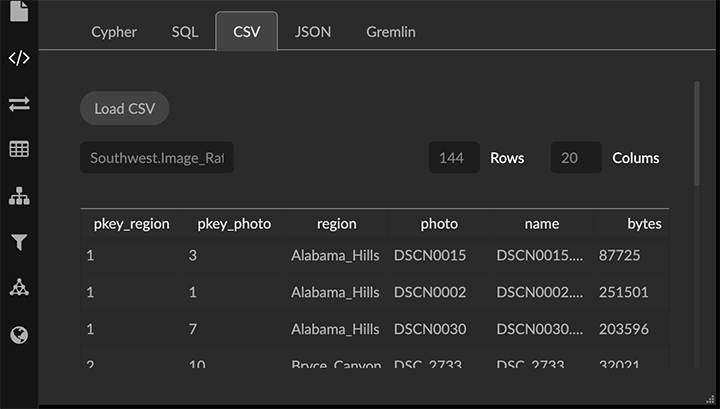 Cypher SQL CSV JSON Gremlin
Load CSV
Southwest.Image_Rat
144 Rows 20 Colums
pkey_region pkey_photo region photo name bytes
1 3 Alabama_Hills DSCN0015 DSCN0015.... 87725
1 1 Alabama_Hills DSCN0002 DSCN0002.... 251501
1 7 Alabama_Hills DSCN0030 DSCN0030.... 203596
2 10 Bryce_Canyon DSC_2733 DSC_2733 32021